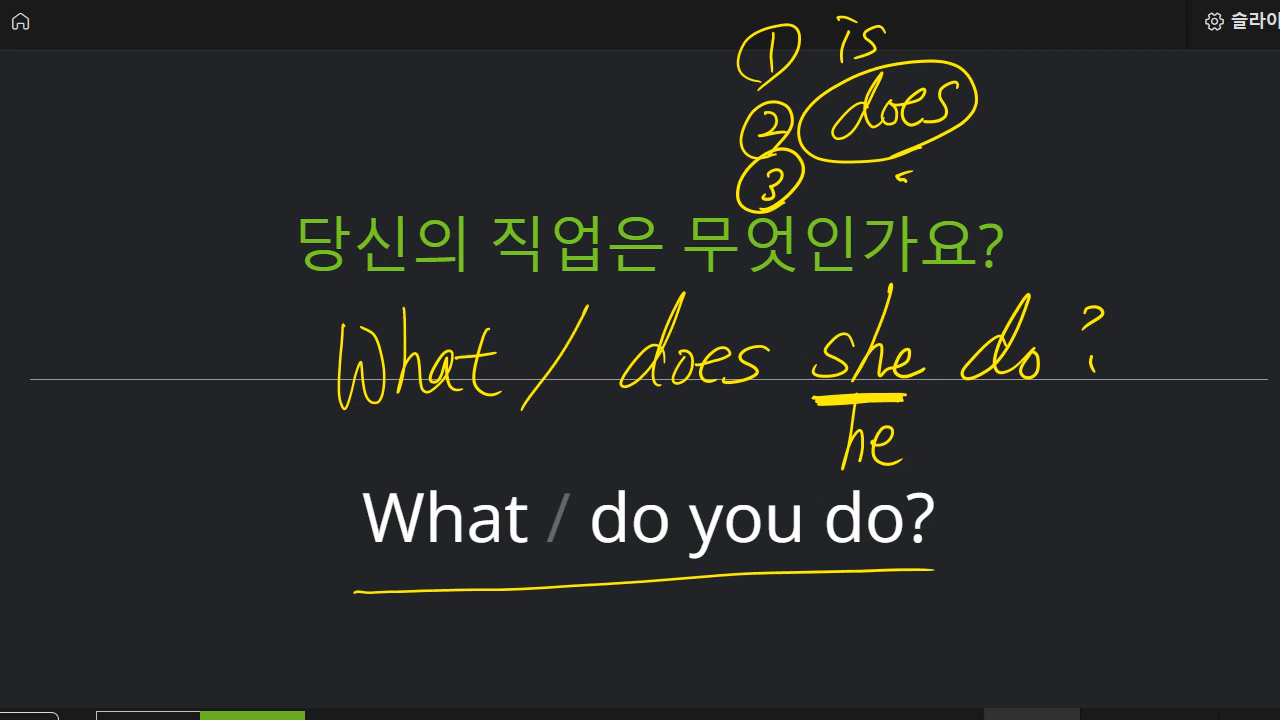 슬라이
① is
② does
③
당신의 직업은 무엇인가요?
What / does she do?
he
What / do you do?